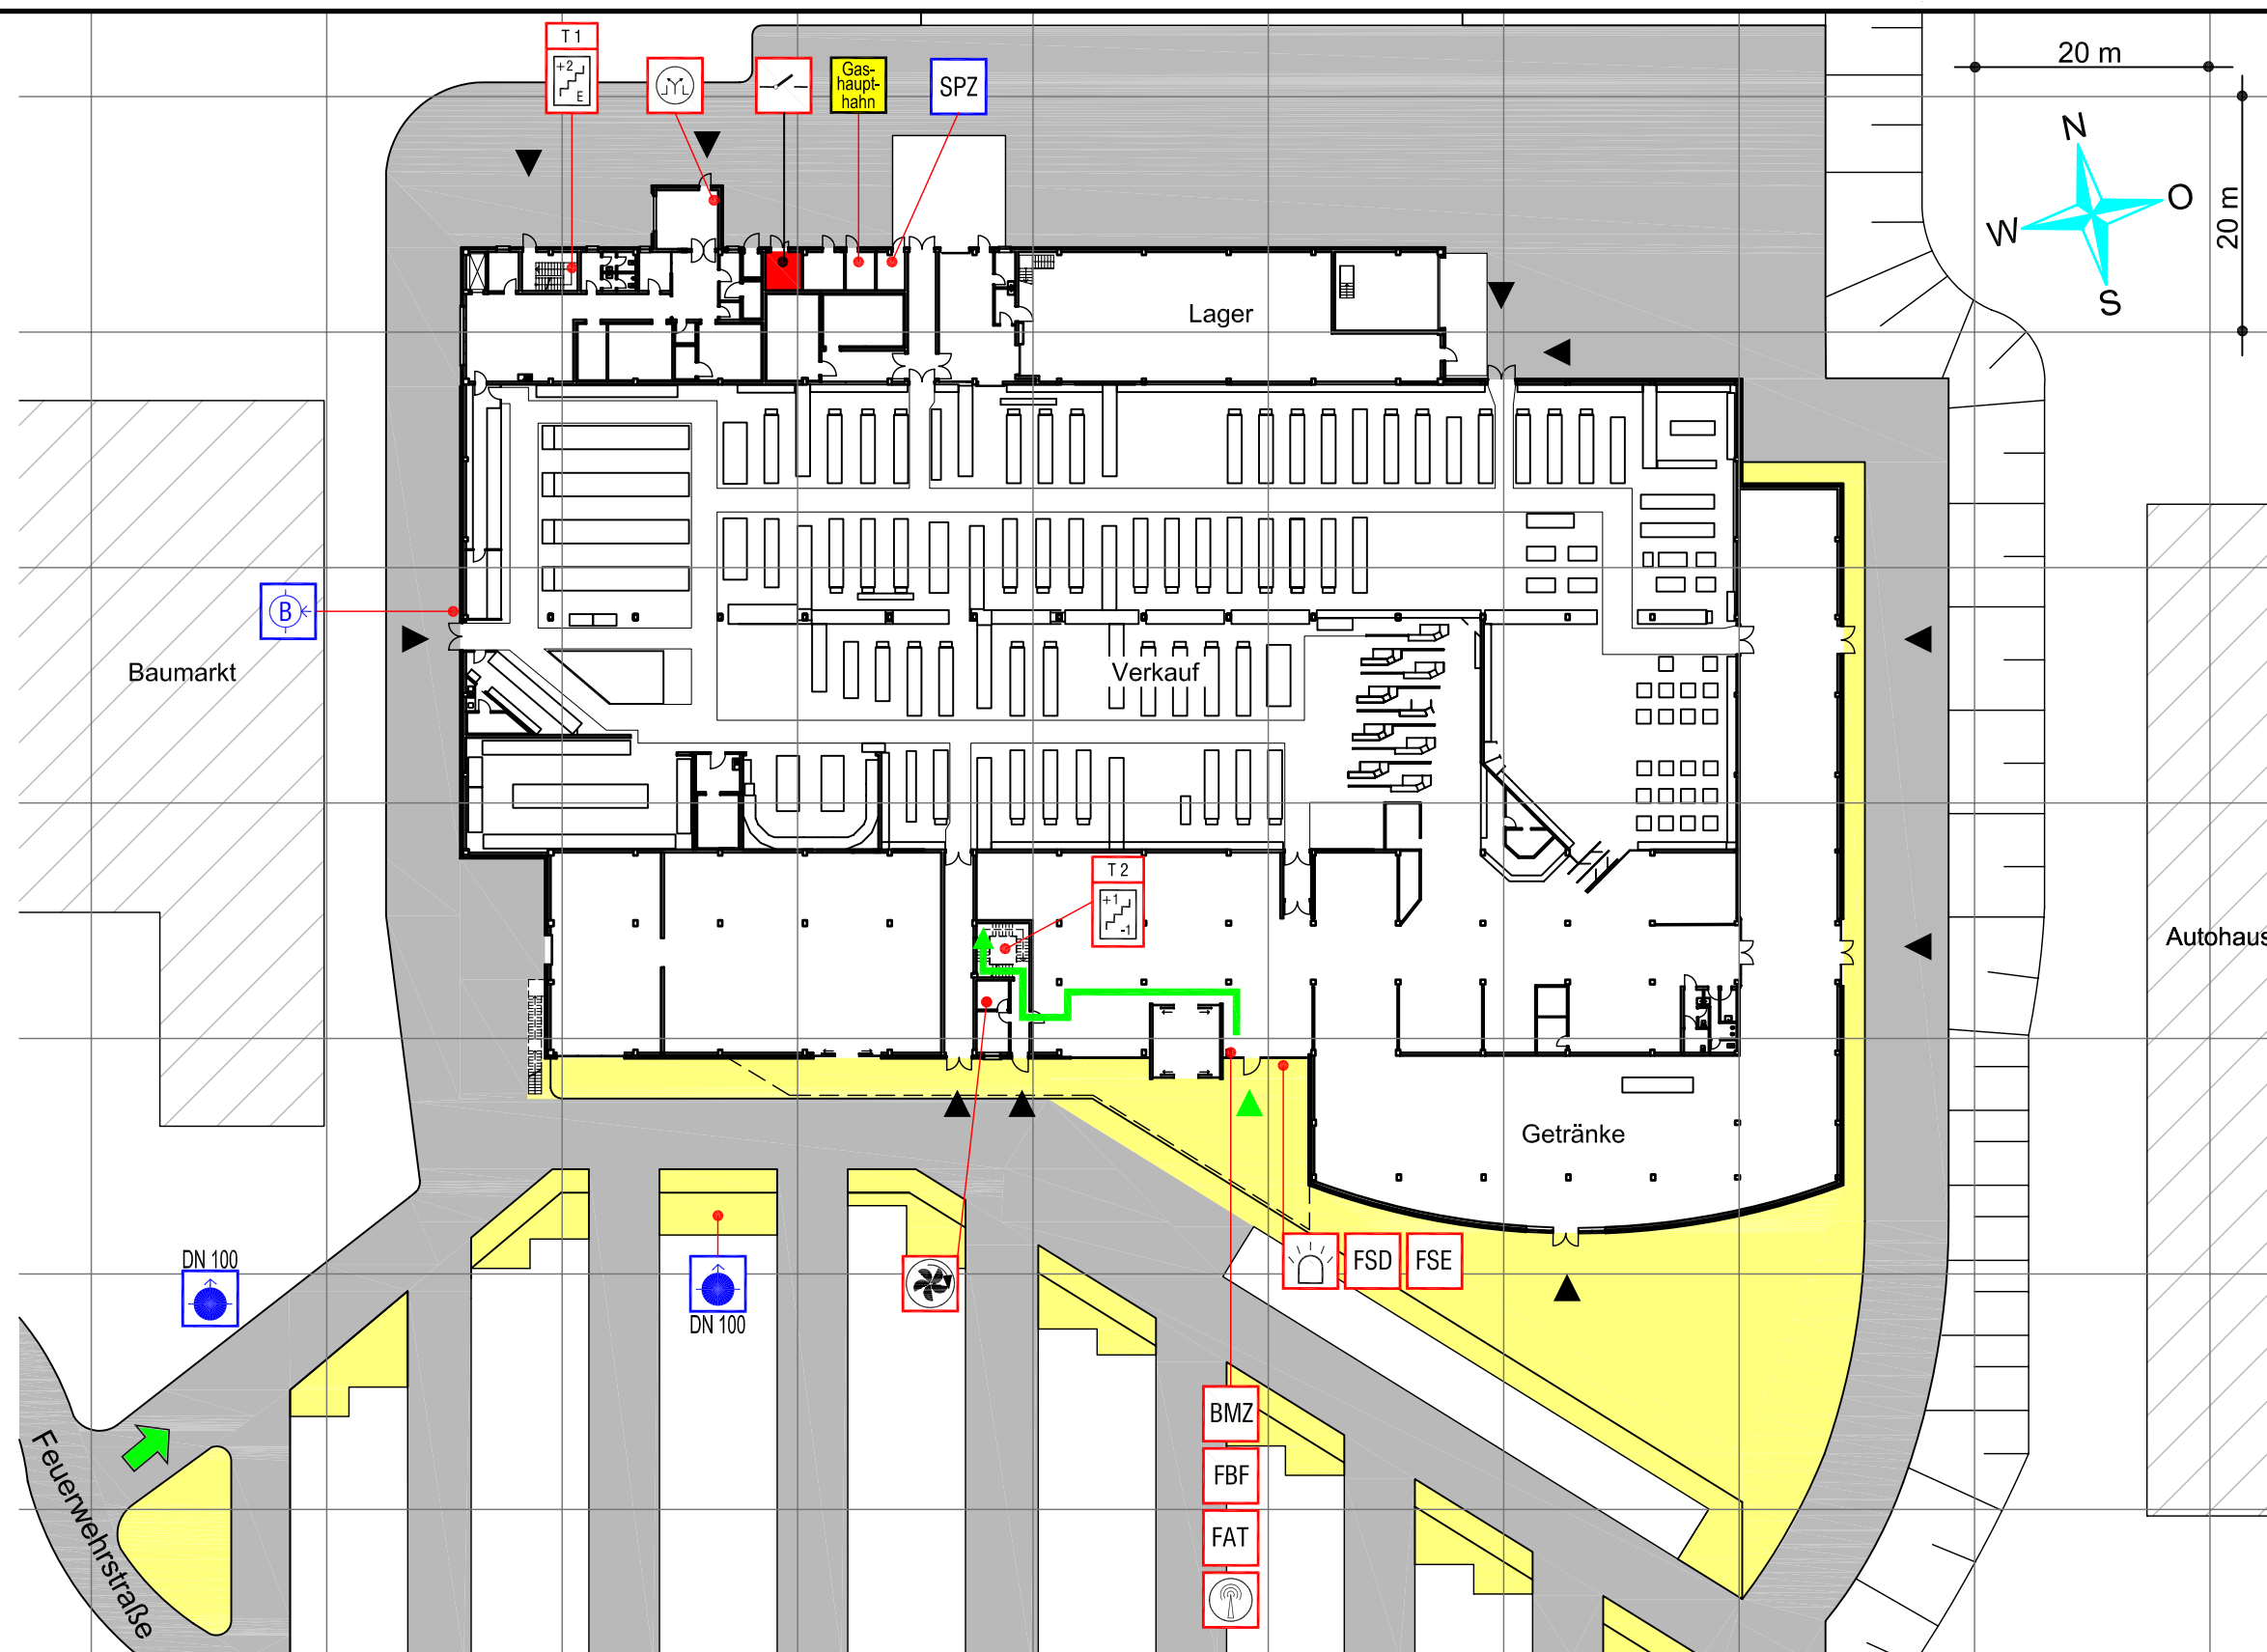 T 1
+2
E
Gas-
haupt-
hahn
SPZ
20 m
20 m
N
O
W
S
Lager
B
Baumarkt
Verkauf
T 2
+1
-1
Autohaus
Getränke
DN 100
DN 100
FSD
FSE
BMZ
FBF
FAT
Feuerwehrstraße